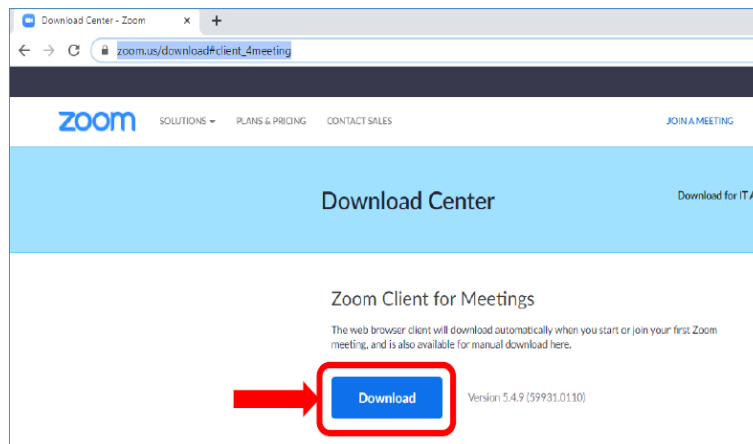 Download Center - Zoom
zoom.us/download#client_4meeting
zoom SOLUTIONS PLANS & PRICING CONTACT SALES JOIN A MEETING
Download Center Download for IT A
Zoom Client for Meetings
The web browser client will download automatically when you start or join your first Zoom
meeting, and is also available for manual download here.
Download Version 5.4.9 (59931.0110)